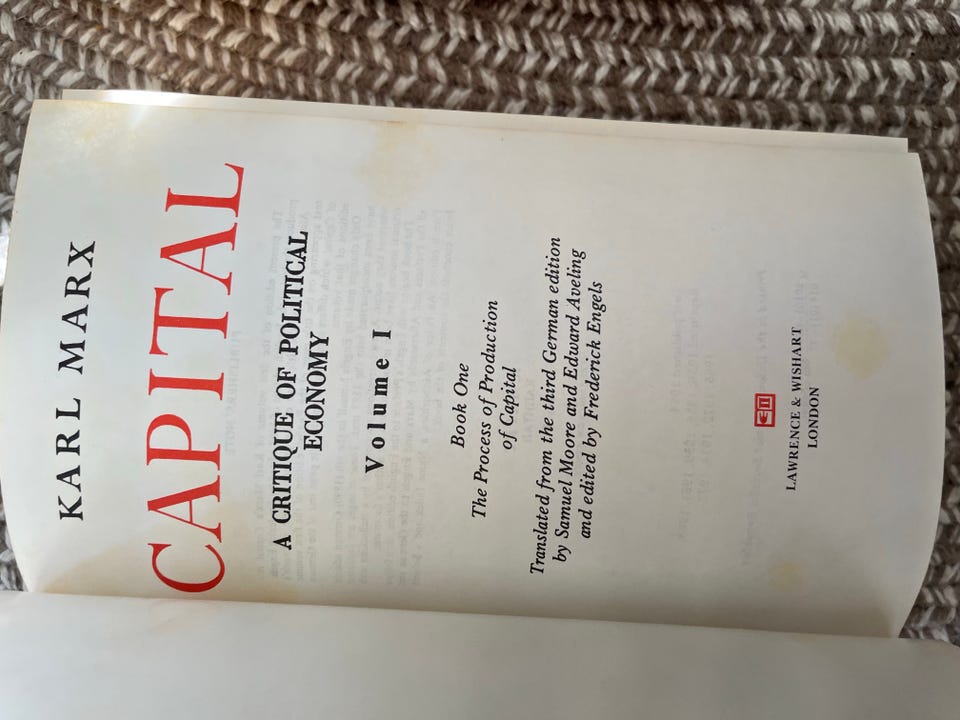 KARL MARX
CAPITAL
A CRITIQUE OF POLITICAL
ECONOMY
Volume I
Book One
The Process of Production
of Capital
Translated from the third German edition
by Samuel Moore and Edward Aveling
and edited by Frederick Engels
LAWRENCE & WISHART
LONDON